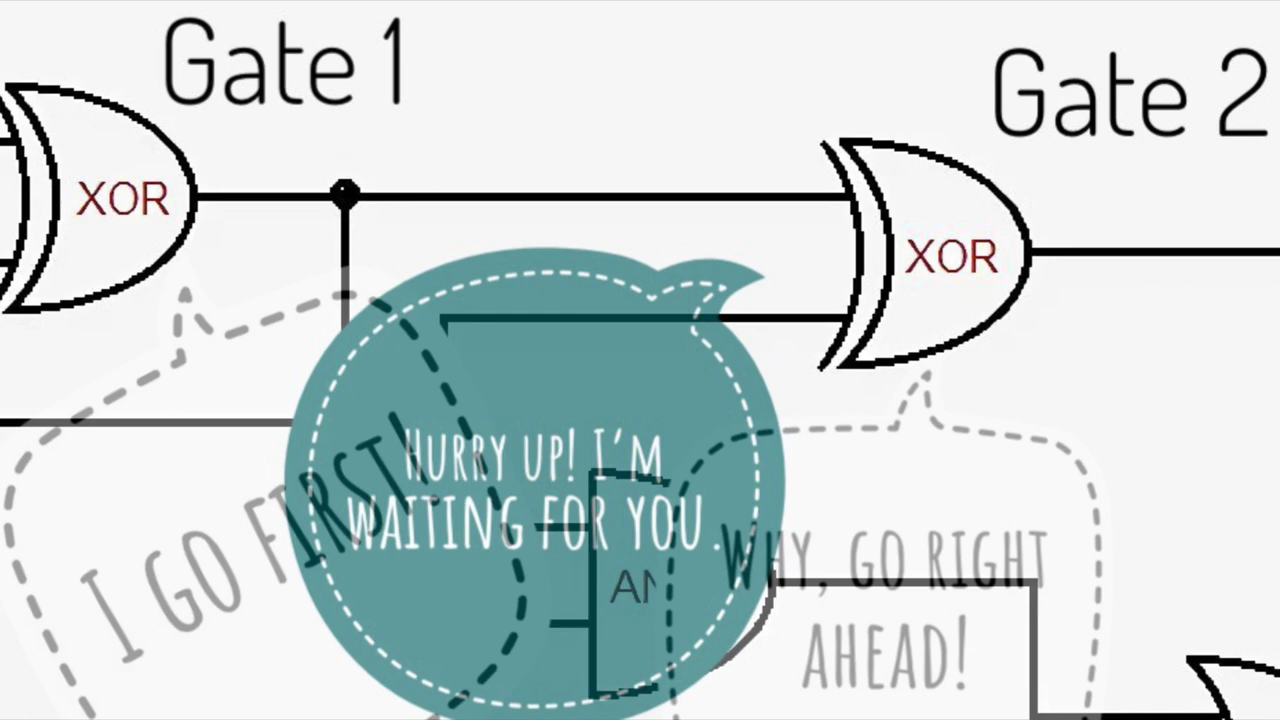 Gate 1
Gate 2
XOR
XOR
HURRY UP! I'M
WAITING FOR YOU.
I GO FIRST!
WHY, GO RIGHT
AHEAD!